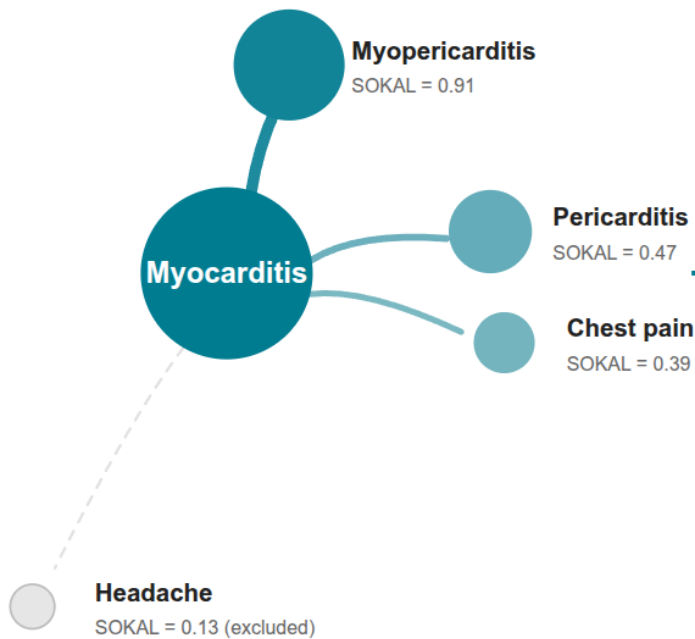 Myopericarditis
SOKAL = 0.91
Pericarditis
SOKAL = 0.47
Myocarditis
Chest pain
SOKAL = 0.39
Headache
SOKAL = 0.13 (excluded)